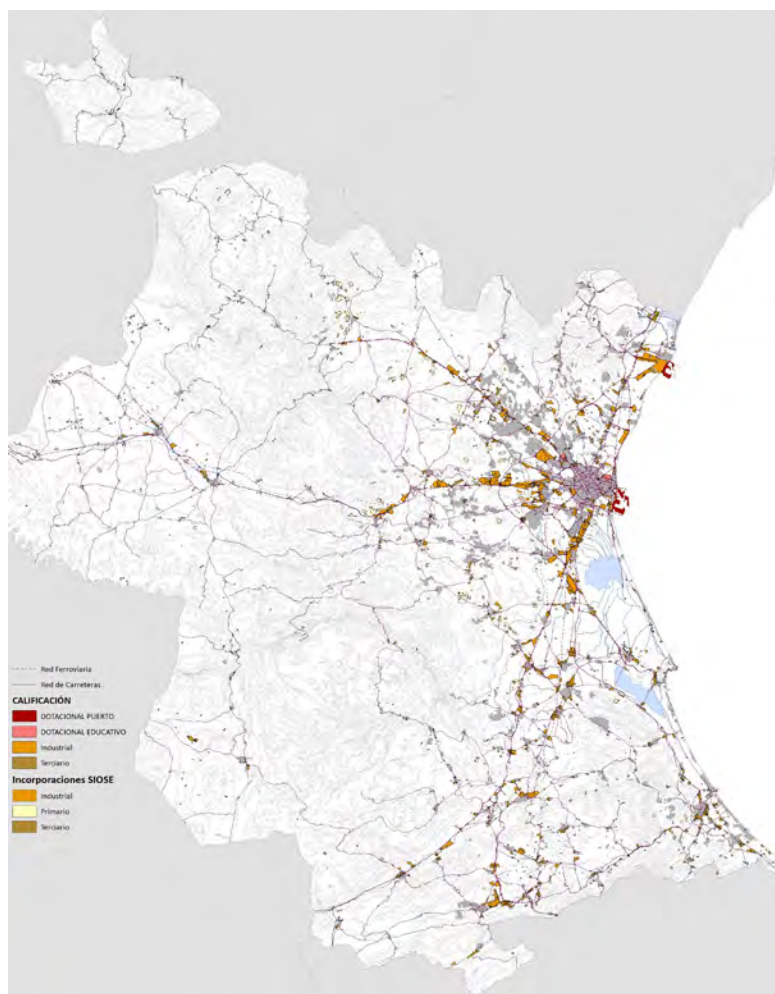 Red Ferroviaria
Red de Carreteras
CALIFICACIÓN
DOTACIONAL PUERTO
DOTACIONAL EDUCATIVO
Industrial
Terciario
Incorporaciones SIOSE
Industrial
Primario
Terciario